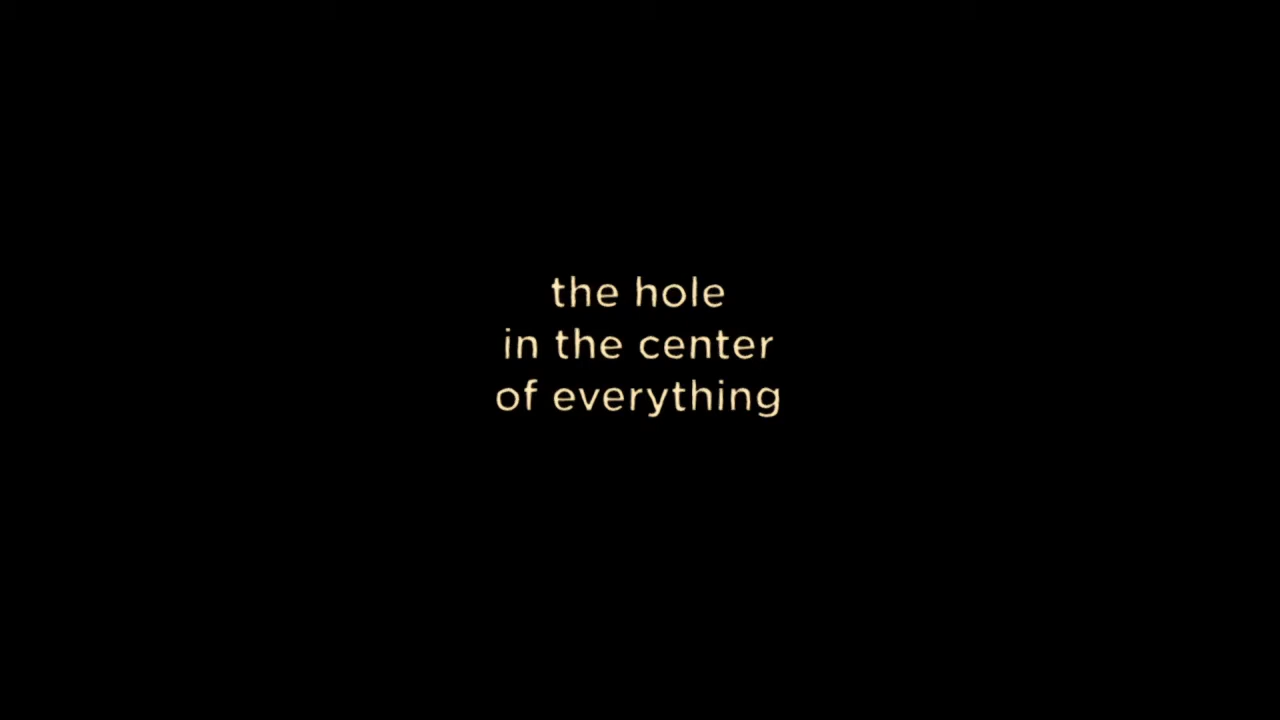 the hole
in the center
of everything